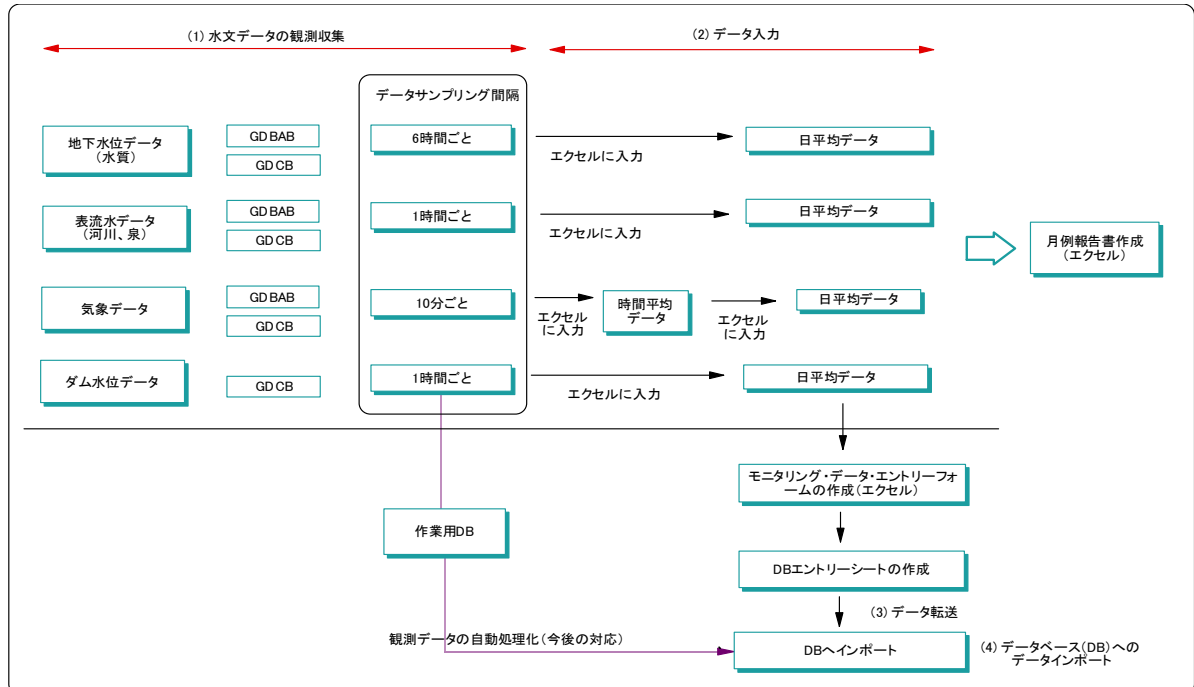 (1) 水文データの観測収集
(2) データ入力
データサンプリング間隔
地下水位データ
(水質)
GDBAB
GDCB
6時間ごと
エクセルに入力
日平均データ
表流水データ
(河川、泉)
GDBAB
GDCB
1時間ごと
エクセルに入力
日平均データ
月例報告書作成
(エクセル)
気象データ
GDBAB
GDCB
10分ごと
エクセル
に入力
時間平均
データ
エクセル
に入力
日平均データ
ダム水位データ
GDCB
1時間ごと
エクセルに入力
日平均データ
モニタリング・データ・エントリーフォ
ームの作成(エクセル)
作業用DB
DBエントリーシートの作成
(3) データ転送
観測データの自動処理化(今後の対応)
DBへインポート
(4) データベース(DB)への
データインポート